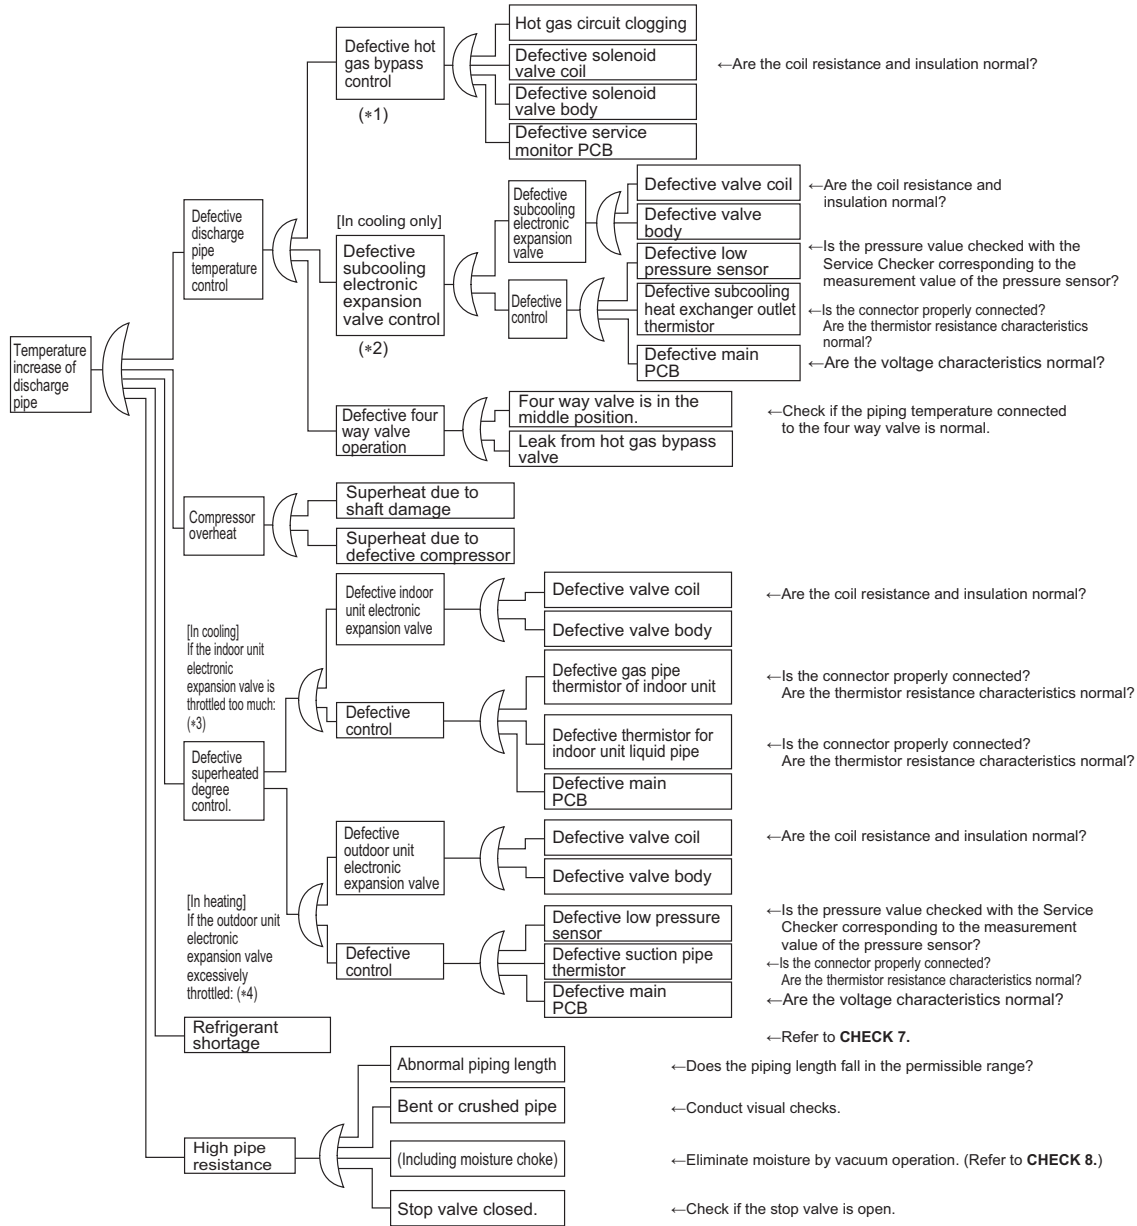 Hot gas circuit clogging
Defective hot
gas bypass
control
(*1)
Defective solenoid
valve coil
←Are the coil resistance and insulation normal?
Defective solenoid
valve body
Defective service
monitor PCB
Defective
discharge
pipe
temperature
control
[In cooling only]
Defective
subcooling
electronic
expansion
valve control
(*2)
Defective
subcooling
electronic
expansion
valve
Defective valve coil
←Are the coil resistance and
insulation normal?
Defective valve
body
Defective
control
Defective low
pressure sensor
←Is the pressure value checked with the
Service Checker corresponding to the
measurement value of the pressure sensor?
Defective subcooling
heat exchanger outlet
thermistor
←Is the connector properly connected?
Are the thermistor resistance characteristics
normal?
Defective main
PCB
←Are the voltage characteristics normal?
Temperature
increase of
discharge
pipe
Defective four
way valve
operation
Four way valve is in the
middle position.
←Check if the piping temperature connected
to the four way valve is normal.
Leak from hot gas bypass
valve
Compressor
overheat
Superheat due to
shaft damage
Superheat due to
defective compressor
[In cooling]
If the indoor unit
electronic
expansion valve is
throttled too much:
(*3)
Defective indoor
unit electronic
expansion valve
Defective valve coil
←Are the coil resistance and insulation normal?
Defective valve body
Defective
control
Defective gas pipe
thermistor of indoor unit
←Is the connector properly connected?
Are the thermistor resistance characteristics normal?
Defective thermistor for
indoor unit liquid pipe
←Is the connector properly connected?
Are the thermistor resistance characteristics normal?
Defective main
PCB
Defective
superheated
degree
control.
[In heating]
If the outdoor unit
electronic
expansion valve
excessively
throttled: (*4)
Defective
outdoor unit
electronic
expansion valve
Defective valve coil
←Are the coil resistance and insulation normal?
Defective valve body
Defective
control
Defective low pressure
sensor
←Is the pressure value checked with the Service
Checker corresponding to the measurement
value of the pressure sensor?
Defective suction pipe
thermistor
←Is the connector properly connected?
Are the thermistor resistance characteristics normal?
Defective main
PCB
←Are the voltage characteristics normal?
Refrigerant
shortage
←Refer to CHECK 7.
High pipe
resistance
Abnormal piping length
←Does the piping length fall in the permissible range?
Bent or crushed pipe
←Conduct visual checks.
(Including moisture choke)
←Eliminate moisture by vacuum operation. (Refer to CHECK 8.)
Stop valve closed.
←Check if the stop valve is open.